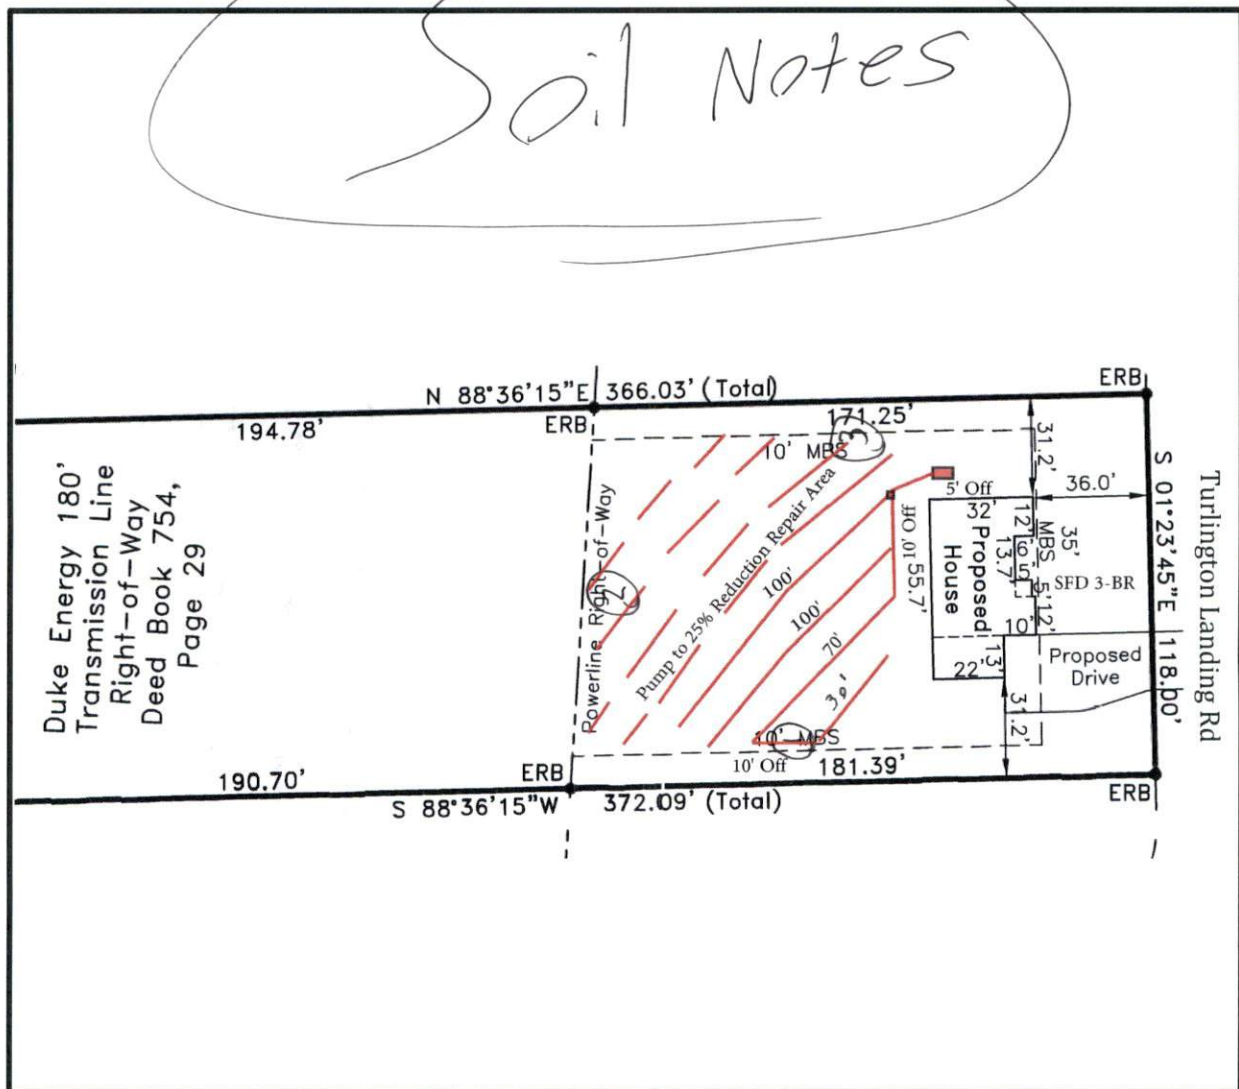 Soil Notes
N 88°36'15"E 366.03' (Total)
ERB
194.78'
ERB
171.25'
3
10' MBS
31.2'
36.0'
S 01°23'45"E 118.00'
Turlington Landing Rd
Duke Energy 180'
Transmission Line
Right-of-Way
Deed Book 754,
Page 29
Powerline Right-of-Way
2
Pump to 25% Reduction Repair Area
100'
100'
70'
30'
5' Off
10' Off
55.7'
32'
Proposed
House
12'
13.7'
MBS
35'
SFD 3-BR
5'
12'
10'
13'
22'
Proposed
Drive
31.2'
10' MBS
1
10' Off
181.39'
190.70'
ERB
ERB
S 88°36'15"W 372.09' (Total)